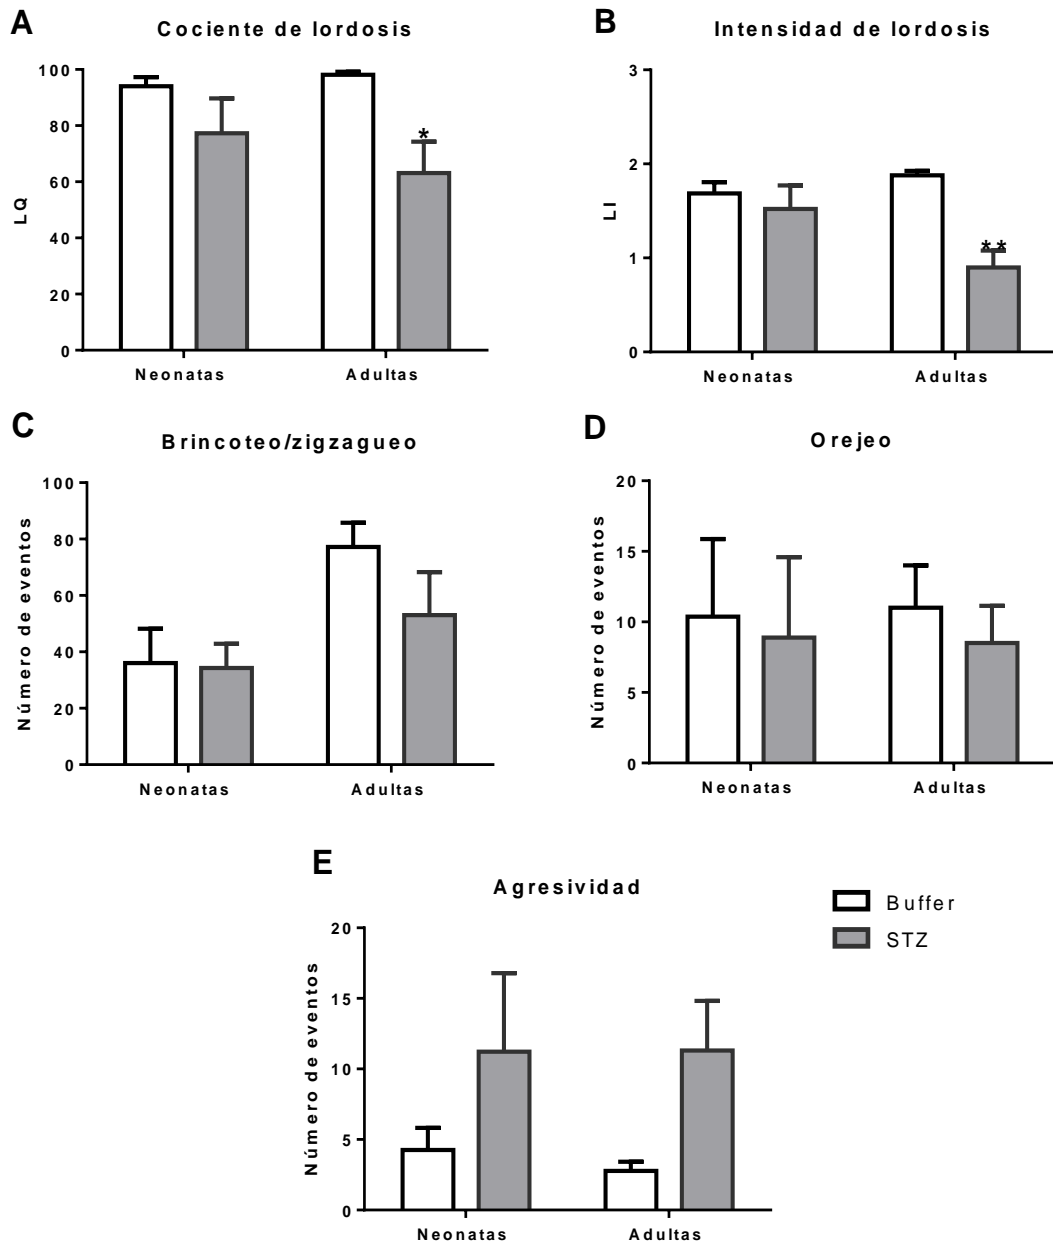 A
Cociente de lordosis
LQ
100
80
60
40
20
0
*
Neonatas
Adultas
B
Intensidad de lordosis
LI
3
2
1
0
**
Neonatas
Adultas
C
Brincoteo/zigzagueo
Número de eventos
100
80
60
40
20
0
Neonatas
Adultas
D
Orejeo
Número de eventos
20
15
10
5
0
Neonatas
Adultas
E
Agresividad
Número de eventos
20
15
10
5
0
Neonatas
Adultas
Buffer
STZ